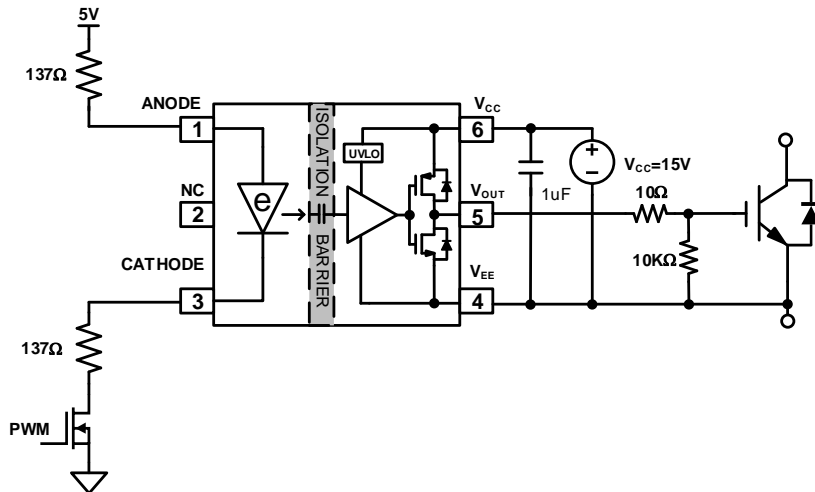 5V
137Ω
ANODE
1
NC
2
CATHODE
3
137Ω
PWM
e
ISOLATION
BARRIER
UVLO
VCC
6
VOUT
5
VEE
4
1uF
VCC=15V
10Ω
10KΩ